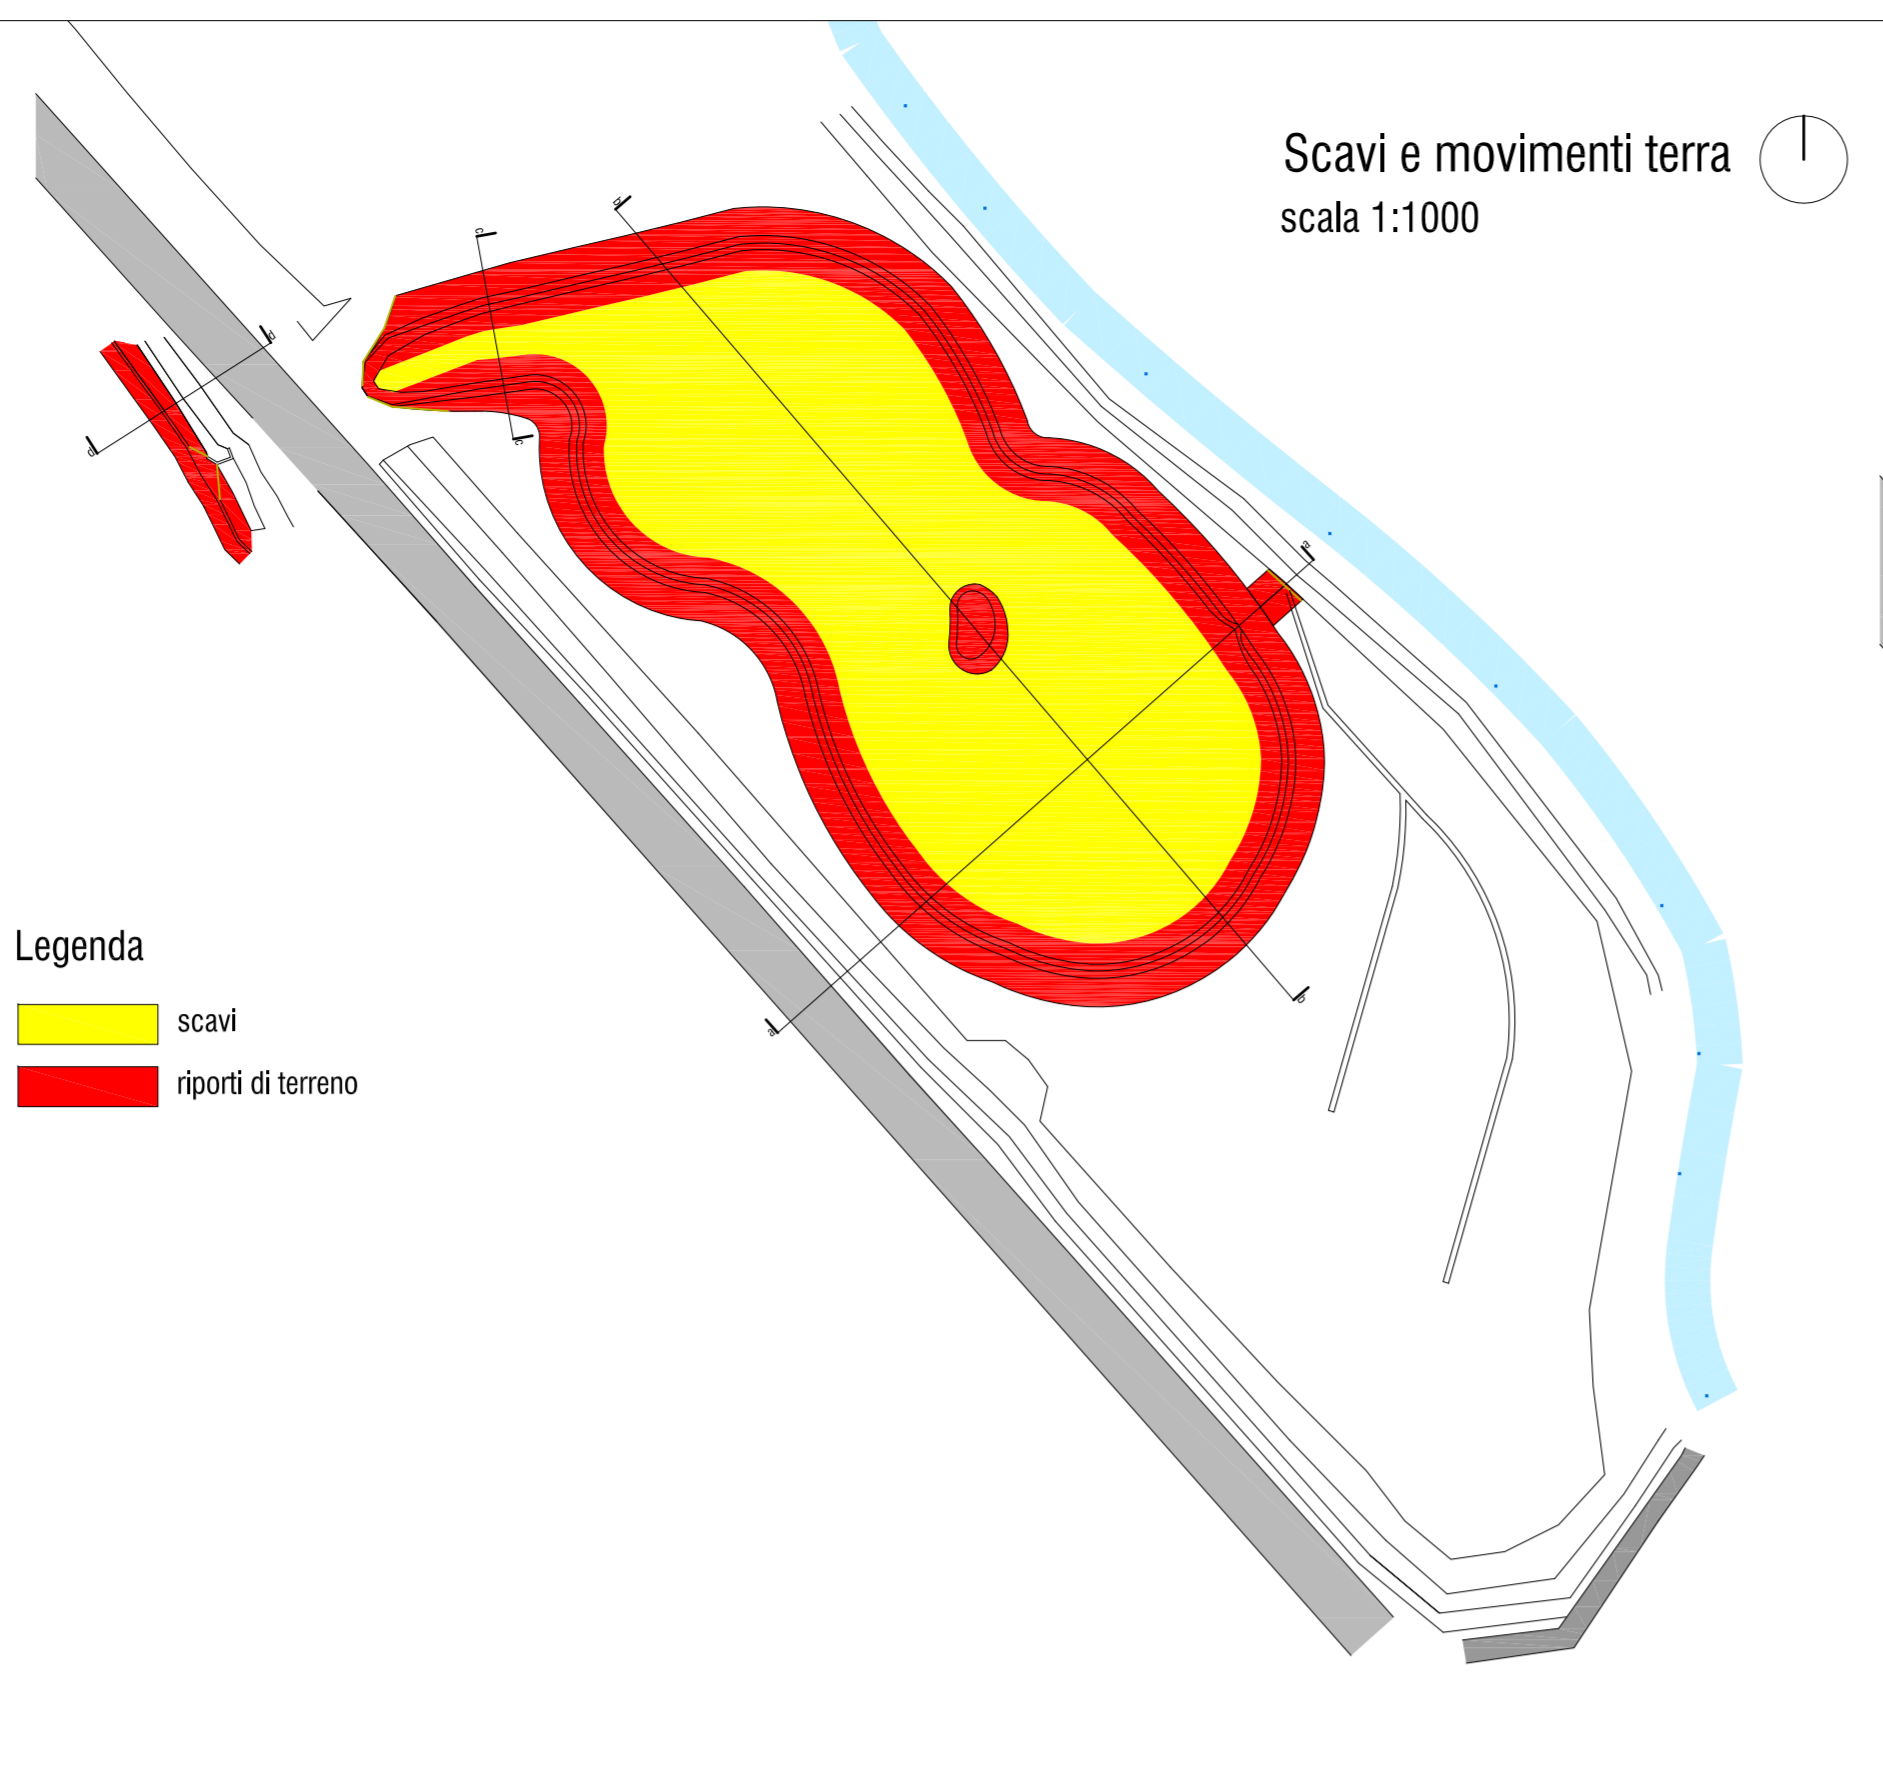 Scavi e movimenti terra
scala 1:1000
b
c
a
d
c
d
a
b
Legenda
scavi
riporti di terreno